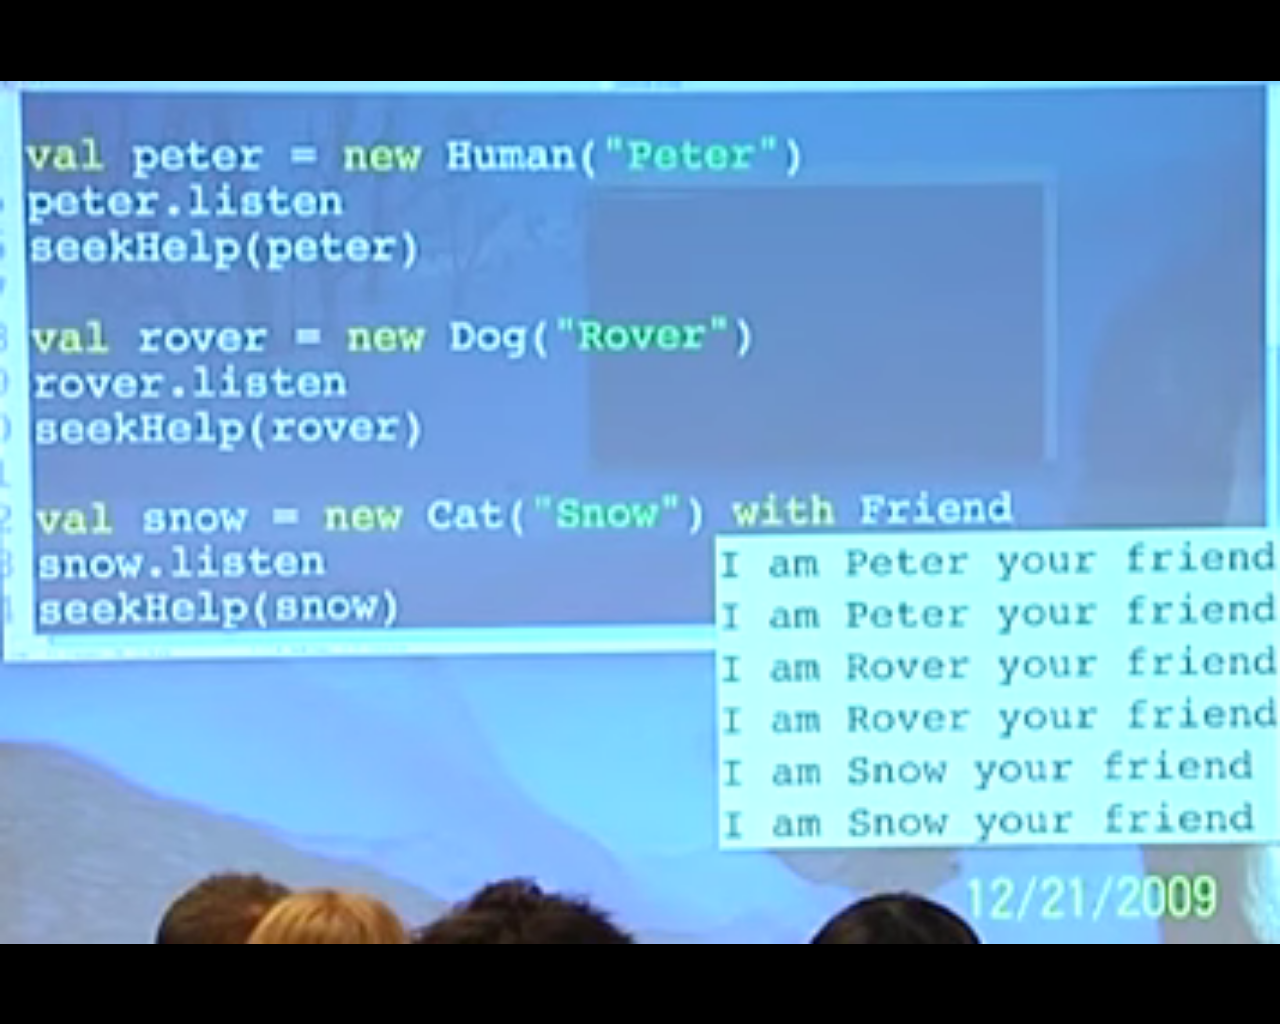 val peter = new Human("Peter")
peter.listen
seekHelp(peter)
val rover = new Dog("Rover")
rover.listen
seekHelp(rover)
val snow = new Cat("Snow") with Friend
snow.listen
seekHelp(snow)
I am Peter your friend
I am Peter your friend
I am Rover your friend
I am Rover your friend
I am Snow your friend
I am Snow your friend
12/21/2009